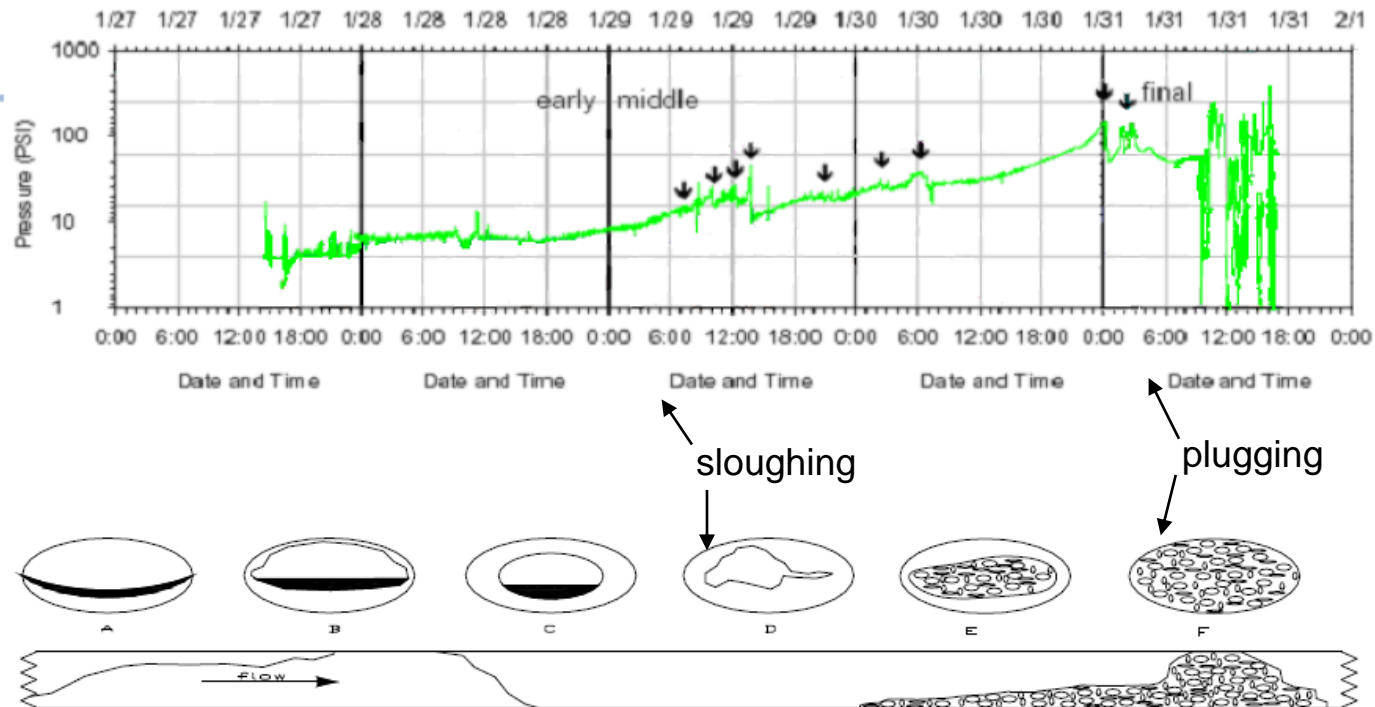 1/27 1/27 1/27 1/27 1/28 1/28 1/28 1/28 1/29 1/29 1/29 1/29 1/30 1/30 1/30 1/30 1/31 1/31 1/31 1/31 2/1
1000
early middle
final
100
Pressure (PSI)
10
1
0:00 6:00 12:00 18:00 0:00 6:00 12:00 18:00 0:00 6:00 12:00 18:00 0:00 6:00 12:00 18:00 0:00 6:00 12:00 18:00 0:00
Date and Time Date and Time Date and Time Date and Time Date and Time
sloughing
plugging
A B C D E F
flow